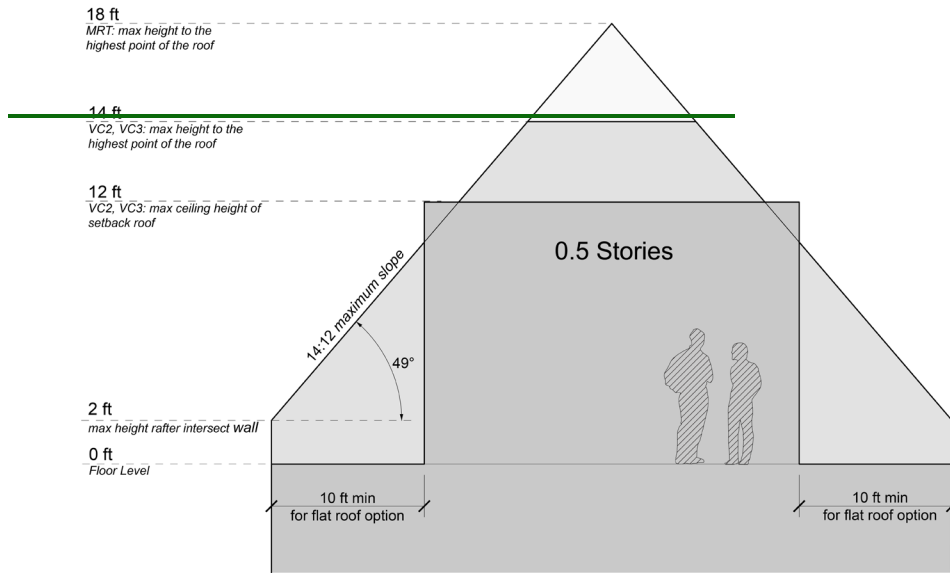 18 ft
MRT: max height to the
highest point of the roof
14 ft
VC2, VC3: max height to the
highest point of the roof
12 ft
VC2, VC3: max ceiling height of
setback roof
0.5 Stories
14:12 maximum slope
49°
2 ft
max height rafter intersect wall
0 ft
Floor Level
10 ft min
for flat roof option
10 ft min
for flat roof option